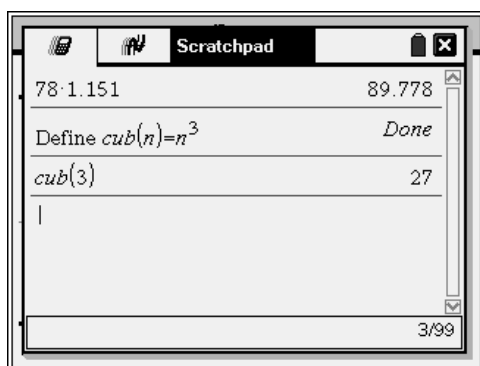 Scratchpad
78·1.151 89.778
Define cub(n)=n³ Done
cub(3) 27
3/99